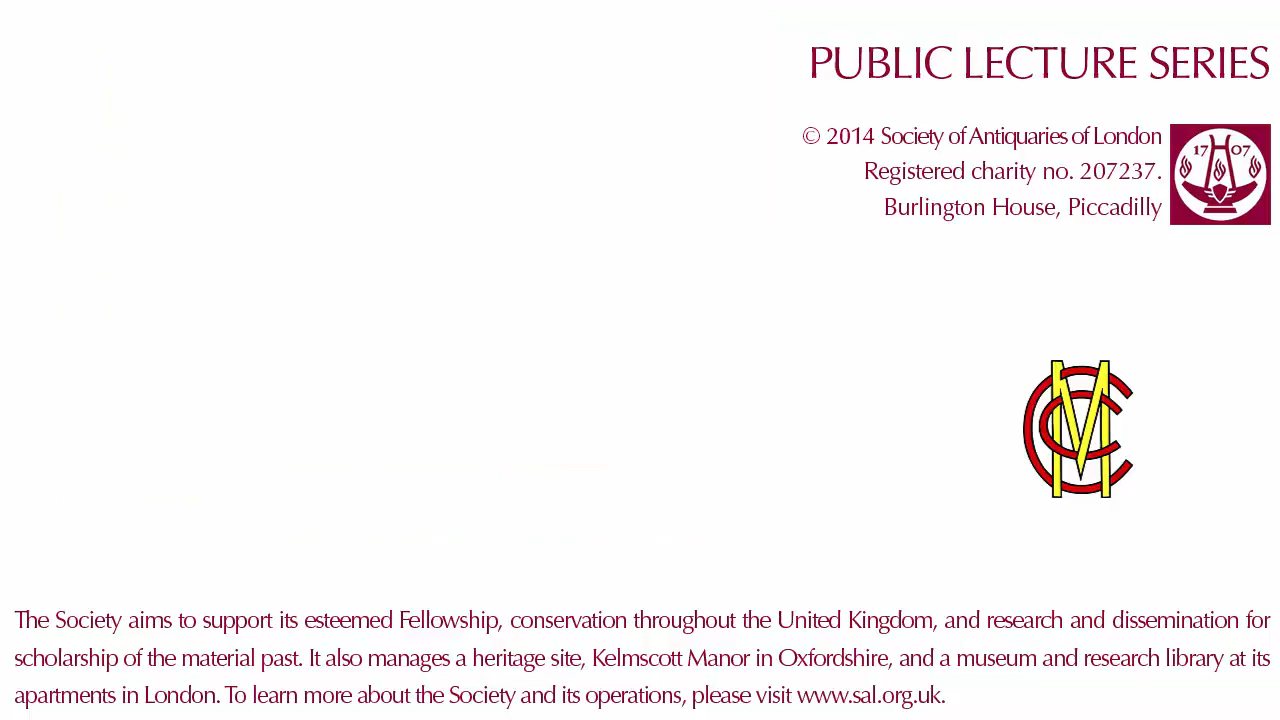 PUBLIC LECTURE SERIES
© 2014 Society of Antiquaries of London
Registered charity no. 207237.
Burlington House, Piccadilly
17 07
MCC
The Society aims to support its esteemed Fellowship, conservation throughout the United Kingdom, and research and dissemination for
scholarship of the material past. It also manages a heritage site, Kelmscott Manor in Oxfordshire, and a museum and research library at its
apartments in London. To learn more about the Society and its operations, please visit www.sal.org.uk.